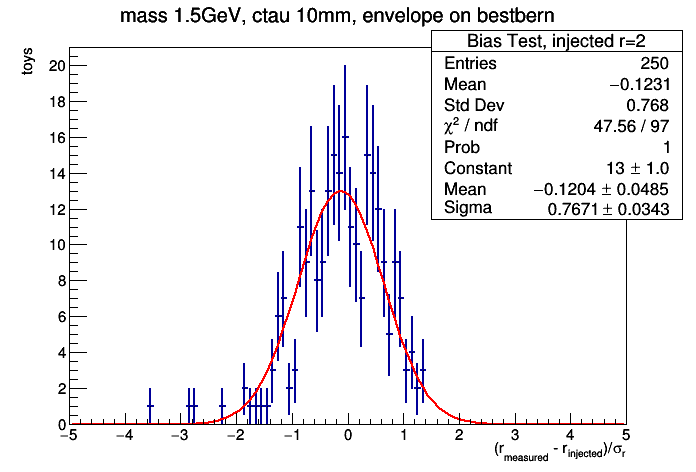 mass 1.5GeV, ctau 10mm, envelope on bestbern
toys
Bias Test, injected r=2
Entries 250
Mean −0.1231
Std Dev 0.768
χ² / ndf 47.56 / 97
Prob 1
Constant 13 ± 1.0
Mean −0.1204 ± 0.0485
Sigma 0.7671 ± 0.0343
20
18
16
14
12
10
8
6
4
2
0
−5 −4 −3 −2 −1 0 1 2 3 4 5
(r_measured - r_injected)/σ_r